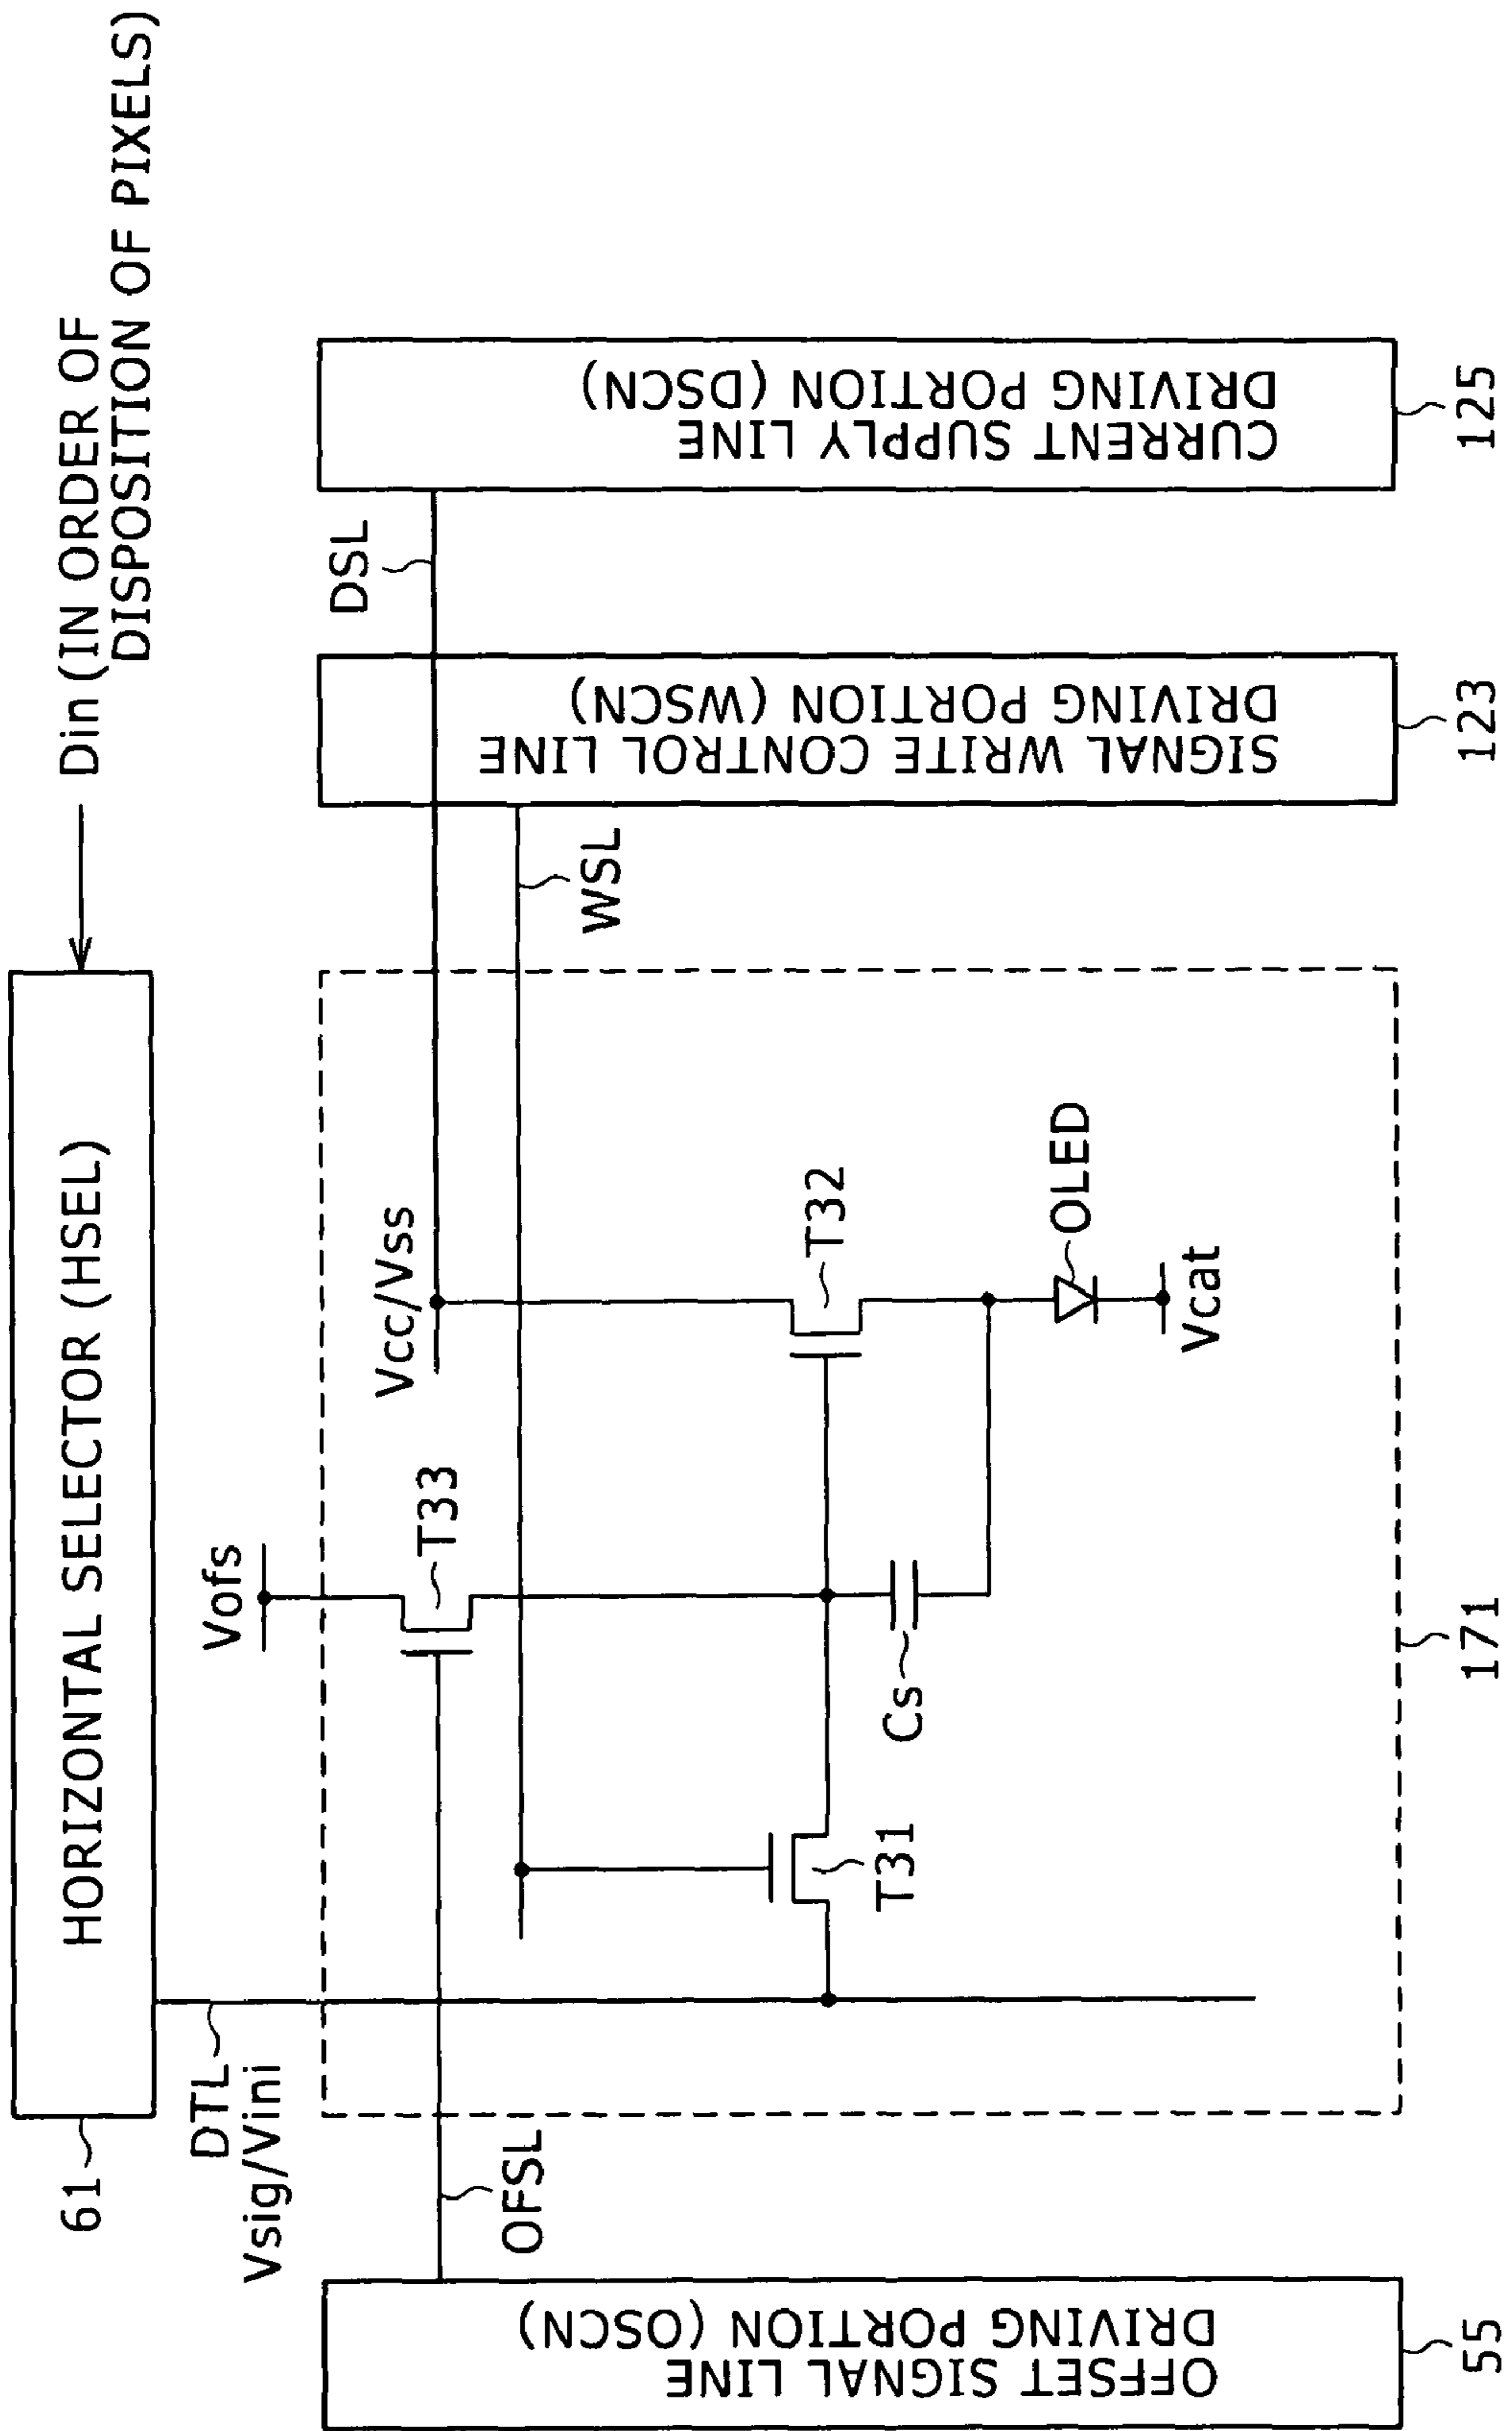 Din (IN ORDER OF
DISPOSITION OF PIXELS)
61
HORIZONTAL SELECTOR (HSEL)
DTL
Vsig/Vini
Vofs
Vcc/Vss
DSL
T33
WSL
OFSL
T31
Cs
T32
OLED
Vcat
OFFSET SIGNAL LINE
DRIVING PORTION (OSCN)
SIGNAL WRITE CONTROL LINE
DRIVING PORTION (WSCN)
CURRENT SUPPLY LINE
DRIVING PORTION (DSCN)
55
171
123
125